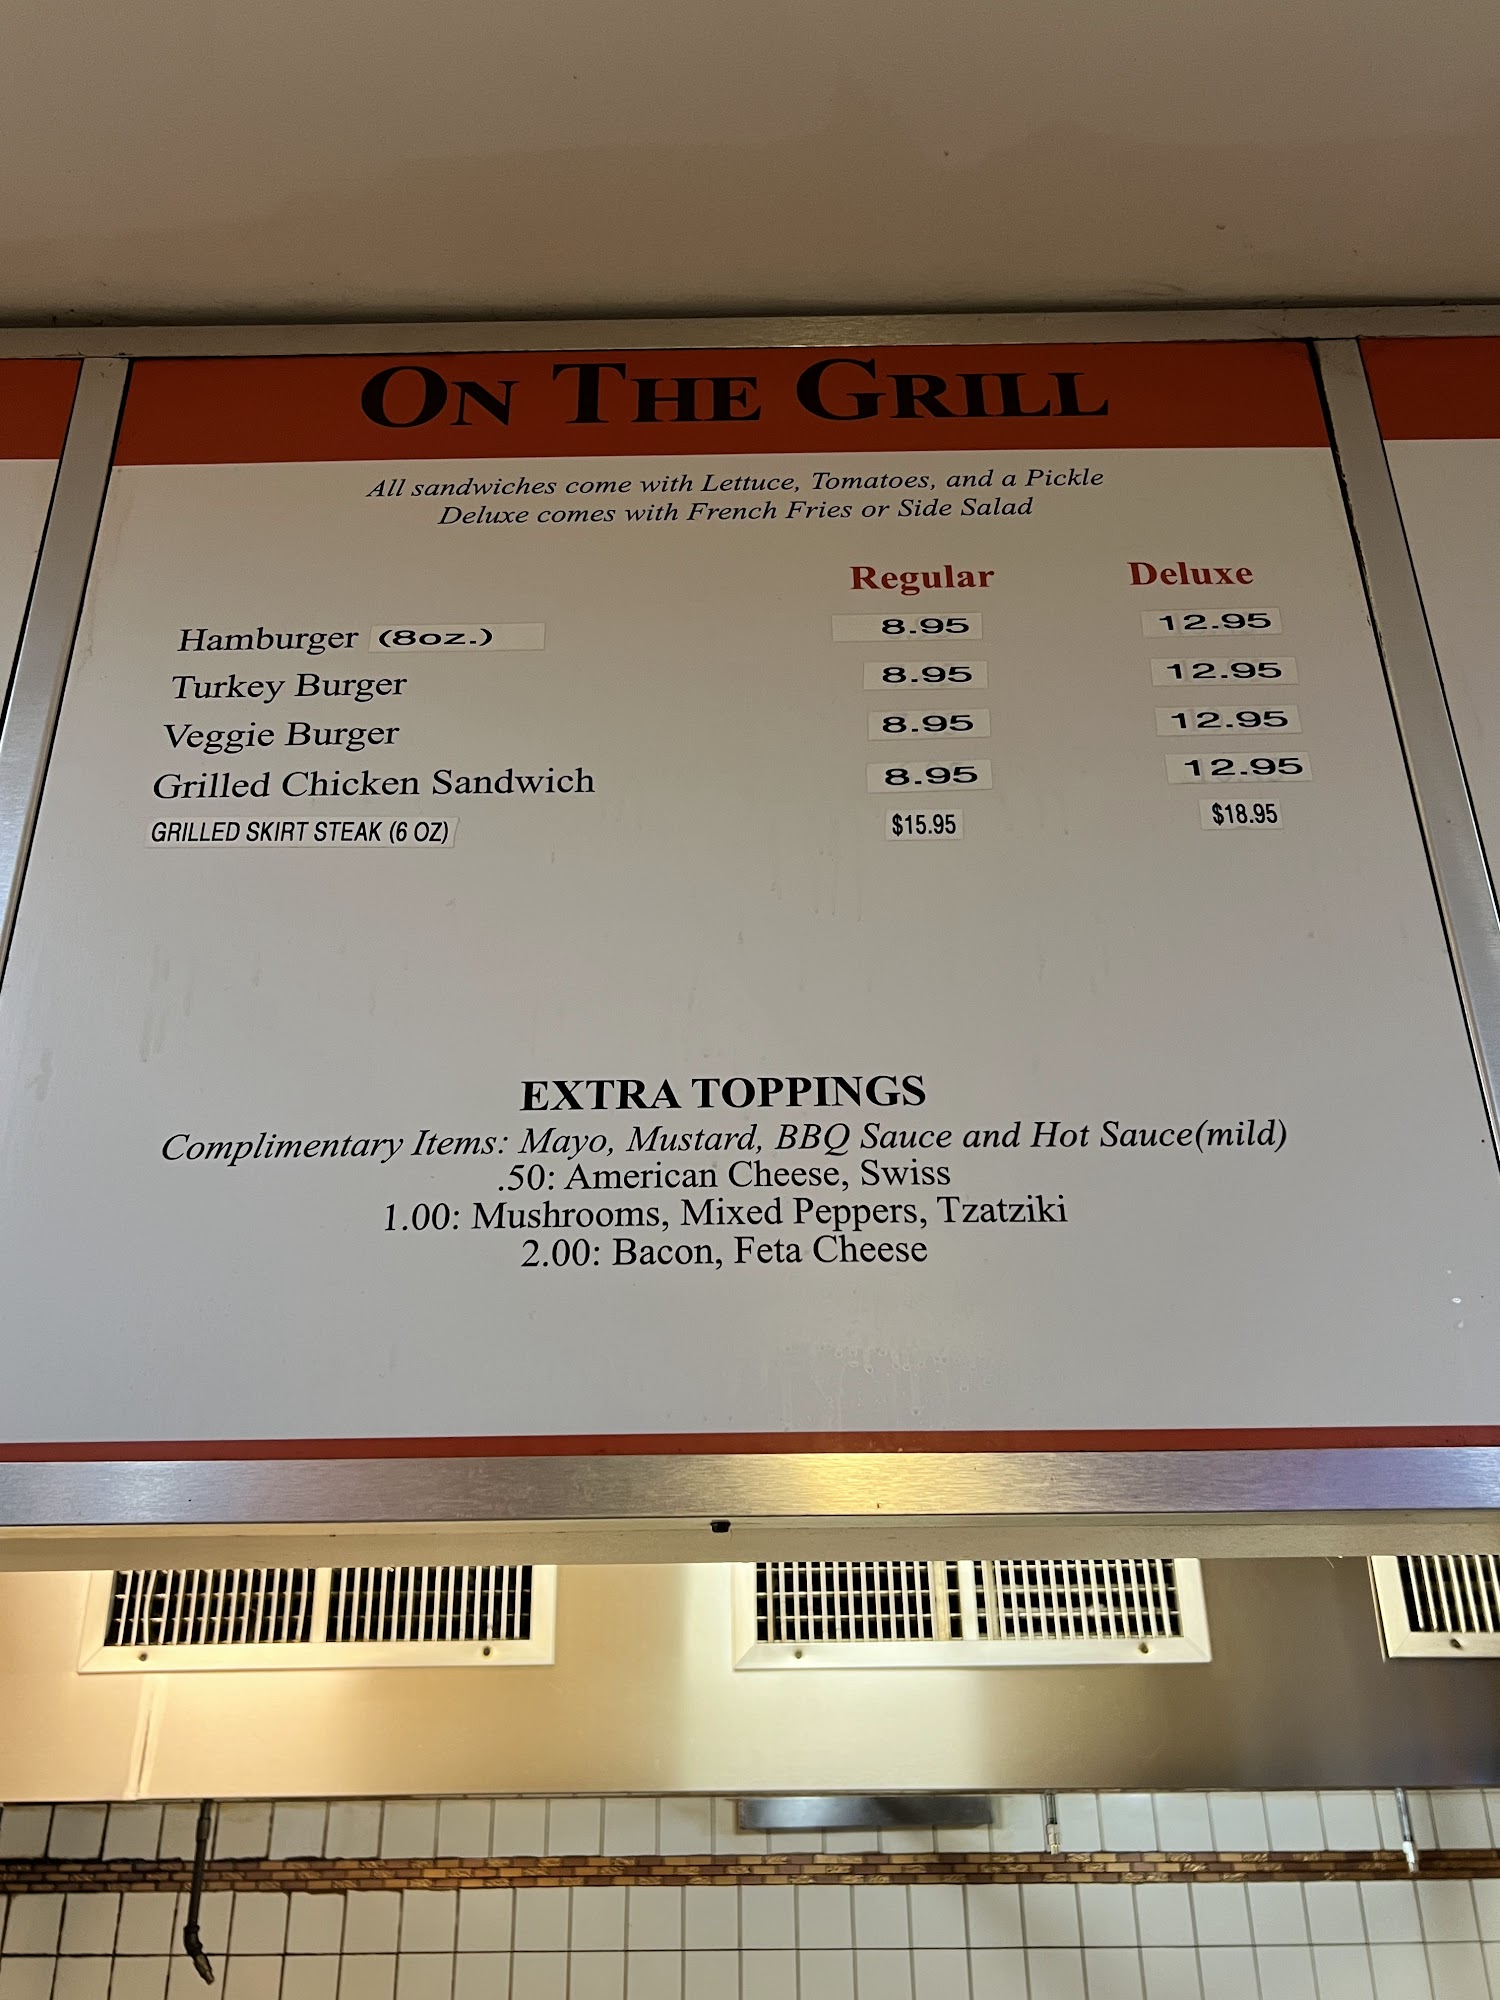 ON THE GRILL
All sandwiches come with Lettuce, Tomatoes, and a Pickle
Deluxe comes with French Fries or Side Salad
Regular Deluxe
Hamburger (8oz.) 8.95 12.95
Turkey Burger 8.95 12.95
Veggie Burger 8.95 12.95
Grilled Chicken Sandwich 8.95 12.95
GRILLED SKIRT STEAK (6 OZ) $15.95 $18.95
EXTRA TOPPINGS
Complimentary Items: Mayo, Mustard, BBQ Sauce and Hot Sauce(mild)
.50: American Cheese, Swiss
1.00: Mushrooms, Mixed Peppers, Tzatziki
2.00: Bacon, Feta Cheese